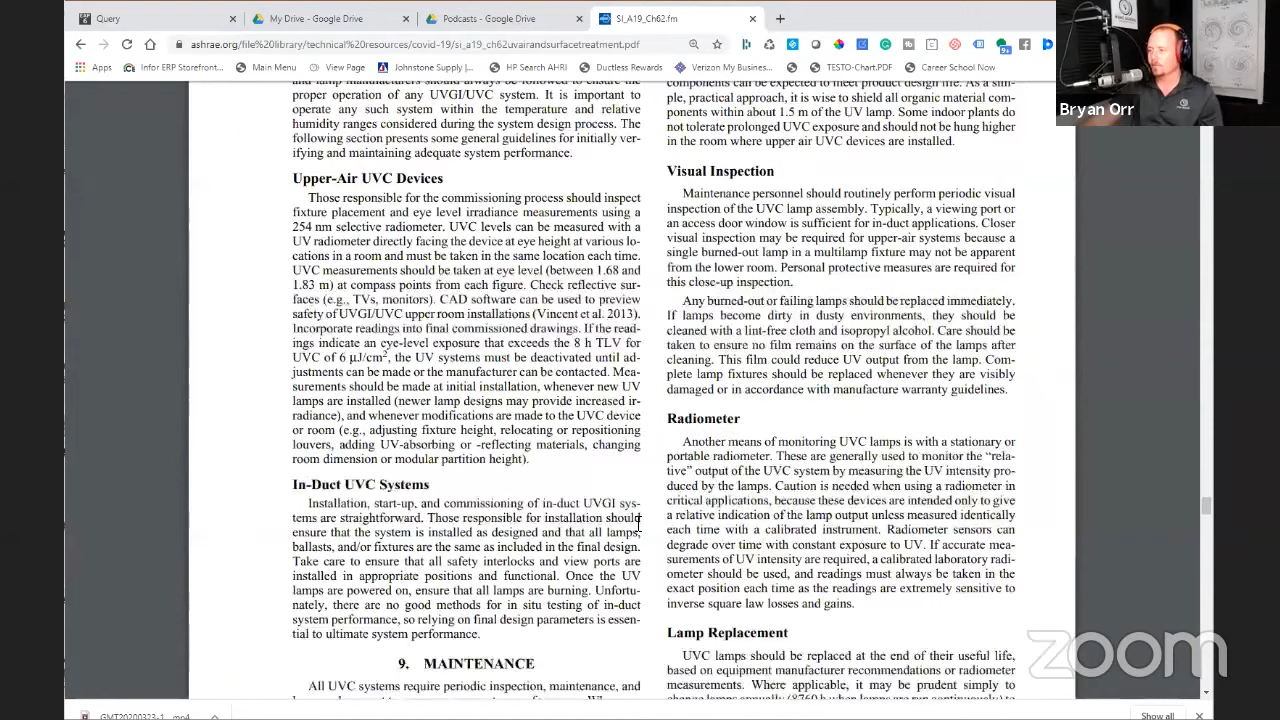 Query
My Drive - Google Drive
Podcasts - Google Drive
SI_A19_Ch62.fm
ashrae.org/file%20library/technical%20resources/covid-19/si_a19_ch62uvairandsurfacetreatment.pdf
Apps
Infor ERP Storefront...
Main Menu
View Page
Johnstone Supply |...
HP Search AHRI
Ductless Rewards
Verizon My Busines...
TESTO-Chart.PDF
Career School Now
Bryan Orr
and lamp manufacturers should always be followed to ensure the
proper operation of any UVGI/UVC system. It is important to
operate any such system within the temperature and relative
humidity ranges considered during the system design process. The
following section presents some general guidelines for initially ver-
ifying and maintaining adequate system performance.
Upper-Air UVC Devices
Those responsible for the commissioning process should inspect
fixture placement and eye level irradiance measurements using a
254 nm selective radiometer. UVC levels can be measured with a
UV radiometer directly facing the device at eye height at various lo-
cations in a room and must be taken in the same location each time.
UVC measurements should be taken at eye level (between 1.68 and
1.83 m) at compass points from each figure. Check reflective sur-
faces (e.g., TVs, monitors). CAD software can be used to preview
safety of UVGI/UVC upper room installations (Vincent et al. 2013).
Incorporate readings into final commissioned drawings. If the read-
ings indicate an eye-level exposure that exceeds the 8 h TLV for
UVC of 6 µJ/cm2, the UV systems must be deactivated until ad-
justments can be made or the manufacturer can be contacted. Mea-
surements should be made at initial installation, whenever new UV
lamps are installed (newer lamp designs may provide increased ir-
radiance), and whenever modifications are made to the UVC device
or room (e.g., adjusting fixture height, relocating or repositioning
louvers, adding UV-absorbing or -reflecting materials, changing
room dimension or modular partition height).
In-Duct UVC Systems
Installation, start-up, and commissioning of in-duct UVGI sys-
tems are straightforward. Those responsible for installation should
ensure that the system is installed as designed and that all lamps,
ballasts, and/or fixtures are the same as included in the final design.
Take care to ensure that all safety interlocks and view ports are
installed in appropriate positions and functional. Once the UV
lamps are powered on, ensure that all lamps are burning. Unfortu-
nately, there are no good methods for in situ testing of in-duct
system performance, so relying on final design parameters is essen-
tial to ultimate system performance.
9. MAINTENANCE
All UVC systems require periodic inspection, maintenance, and
components can be expected to meet product design life. As a sim-
ple, practical approach, it is wise to shield all organic material com-
ponents within about 1.5 m of the UV lamp. Some indoor plants do
not tolerate prolonged UVC exposure and should not be hung higher
in the room where upper air UVC devices are installed.
Visual Inspection
Maintenance personnel should routinely perform periodic visual
inspection of the UVC lamp assembly. Typically, a viewing port or
an access door window is sufficient for in-duct applications. Closer
visual inspection may be required for upper-air systems because a
single burned-out lamp in a multilamp fixture may not be apparent
from the lower room. Personal protective measures are required for
this close-up inspection.
Any burned-out or failing lamps should be replaced immediately.
If lamps become dirty in dusty environments, they should be
cleaned with a lint-free cloth and isopropyl alcohol. Care should be
taken to ensure no film remains on the surface of the lamps after
cleaning. This film could reduce UV output from the lamp. Com-
plete lamp fixtures should be replaced whenever they are visibly
damaged or in accordance with manufacture warranty guidelines.
Radiometer
Another means of monitoring UVC lamps is with a stationary or
portable radiometer. These are generally used to monitor the “rela-
tive” output of the UVC system by measuring the UV intensity pro-
duced by the lamps. Caution is needed when using a radiometer in
critical applications, because these devices are intended only to give
a relative indication of the lamp output unless measured identically
each time with a calibrated instrument. Radiometer sensors can
degrade over time with constant exposure to UV. If accurate mea-
surements of UV intensity are required, a calibrated laboratory radi-
ometer should be used, and readings must always be taken in the
exact position each time as the readings are extremely sensitive to
inverse square law losses and gains.
Lamp Replacement
UVC lamps should be replaced at the end of their useful life,
based on equipment manufacturer recommendations or radiometer
measurements. Where applicable, it may be prudent simply to
change lamps annually (8760 h when lamps are run continuously) to
zoom
GMT20200323-1....mp4
Show all